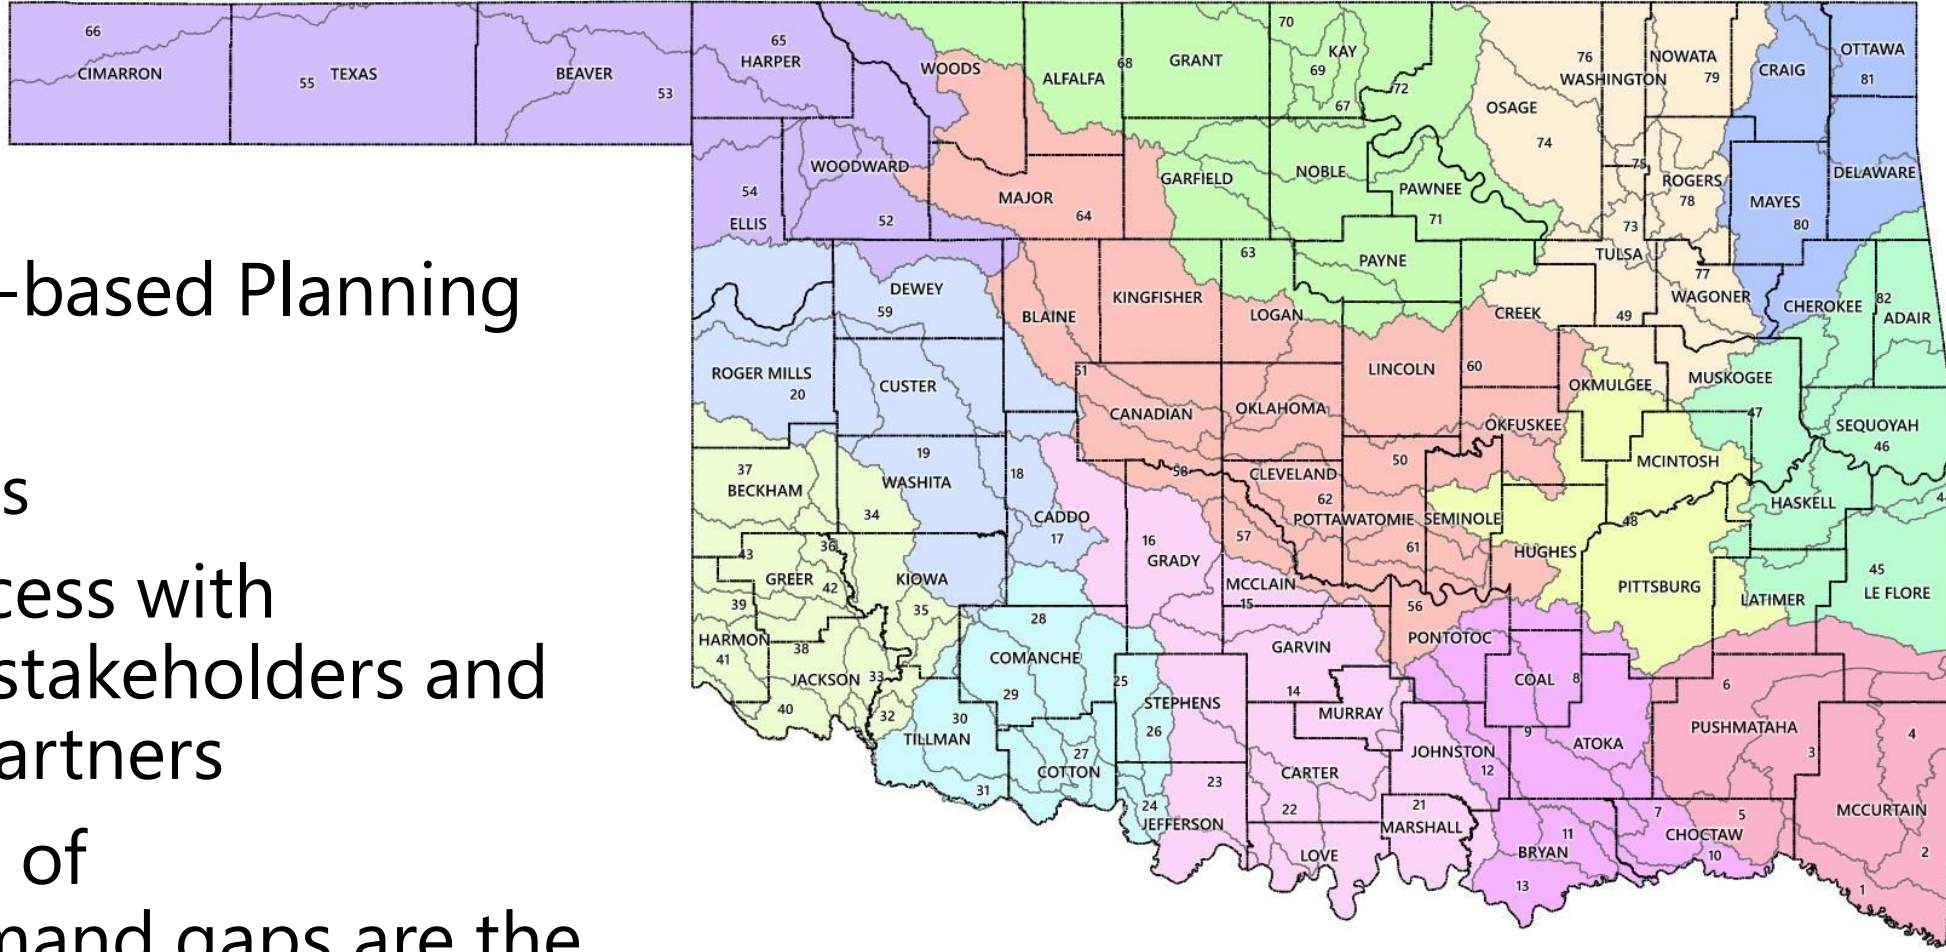 -based Planning
s
cess with
stakeholders and
artners
of
mand gaps are the
66
CIMARRON
55 TEXAS
BEAVER
53
65
HARPER
WOODS
ALFALFA
68
GRANT
70
KAY
69
67
72
76
WASHINGTON
NOWATA
79
CRAIG
OTTAWA
81
OSAGE
74
WOODWARD
54
ELLIS
52
MAJOR
64
GARFIELD
NOBLE
PAWNEE
71
75
ROGERS
78
73
TULSA
MAYES
80
DELAWARE
DEWEY
59
BLAINE
KINGFISHER
63
LOGAN
PAYNE
CREEK
49
77
WAGONER
CHEROKEE
82
ADAIR
ROGER MILLS
20
CUSTER
51
CANADIAN
OKLAHOMA
LINCOLN
60
OKMULGEE
OKFUSKEE
MUSKOGEE
47
SEQUOYAH
46
37
BECKHAM
19
WASHITA
34
18
CADDO
17
58
CLEVELAND
62
50
POTTAWATOMIE
61
SEMINOLE
MCINTOSH
HASKELL
48
HUGHES
PITTSBURG
LATIMER
45
LE FLORE
43
36
GREER
42
KIOWA
35
39
HARMON
41
38
JACKSON
33
40
32
16
GRADY
57
MCCLAIN
15
56
PONTOTOC
28
COMANCHE
29
25
GARVIN
14
MURRAY
COAL
8
6
PUSHMATAHA
3
4
30
TILLMAN
31
27
COTTON
STEPHENS
26
23
24
JEFFERSON
CARTER
22
JOHNSTON
12
9
ATOKA
21
MARSHALL
LOVE
11
BRYAN
13
7
5
CHOCTAW
10
MCCURTAIN
2
1